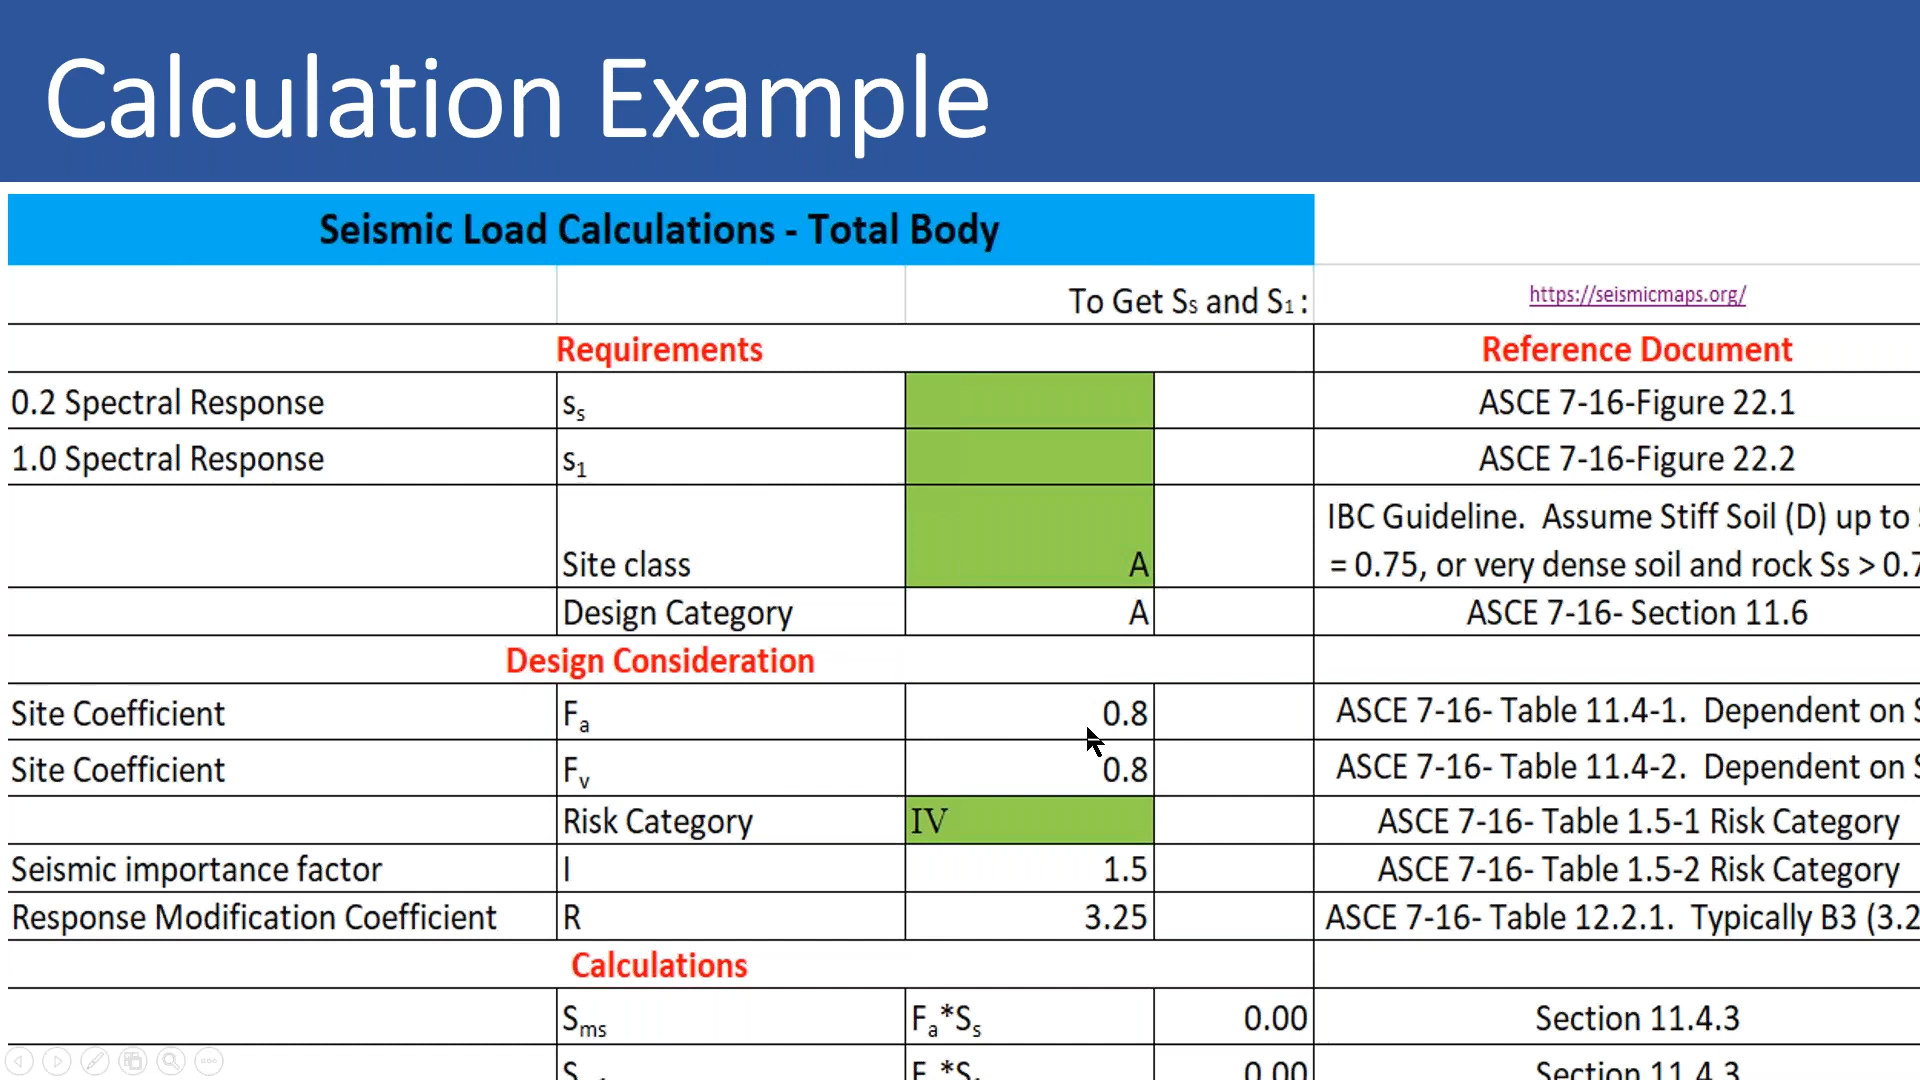 Calculation Example
Seismic Load Calculations - Total Body
To Get Ss and S1 : https://seismicmaps.org/
Requirements Reference Document
0.2 Spectral Response Ss ASCE 7-16-Figure 22.1
1.0 Spectral Response S1 ASCE 7-16-Figure 22.2
IBC Guideline. Assume Stiff Soil (D) up to
Site class A = 0.75, or very dense soil and rock Ss > 0.7
Design Category A ASCE 7-16- Section 11.6
Design Consideration
Site Coefficient Fa 0.8 ASCE 7-16- Table 11.4-1. Dependent on
Site Coefficient Fv 0.8 ASCE 7-16- Table 11.4-2. Dependent on
Risk Category IV ASCE 7-16- Table 1.5-1 Risk Category
Seismic importance factor I 1.5 ASCE 7-16- Table 1.5-2 Risk Category
Response Modification Coefficient R 3.25 ASCE 7-16- Table 12.2.1. Typically B3 (3.2
Calculations
Sms Fa*Ss 0.00 Section 11.4.3
0.00 Section 11.4.3